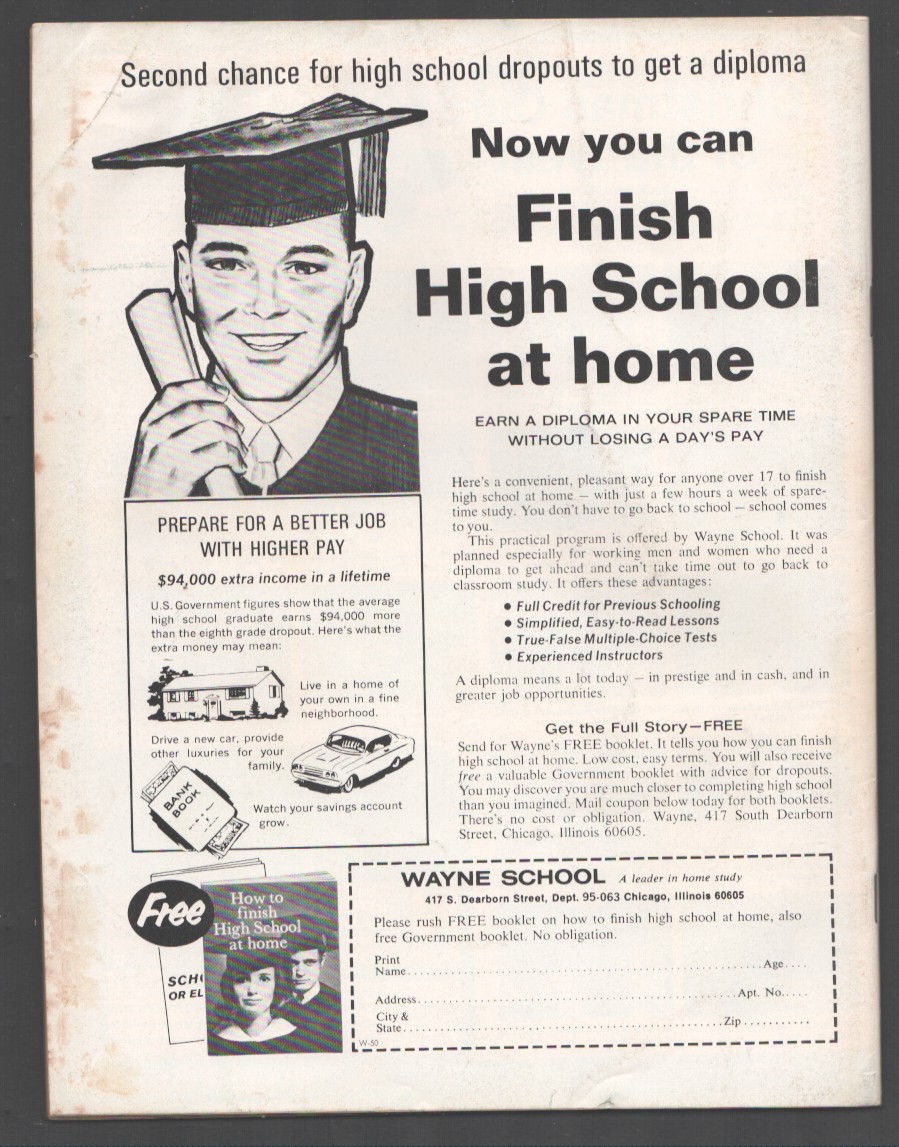 Second chance for high school dropouts to get a diploma
Now you can
Finish
High School
at home
EARN A DIPLOMA IN YOUR SPARE TIME
WITHOUT LOSING A DAY'S PAY
Here's a convenient, pleasant way for anyone over 17 to finish
high school at home — with just a few hours a week of spare-
time study. You don't have to go back to school — school comes
to you.
This practical program is offered by Wayne School. It was
planned especially for working men and women who need a
diploma to get ahead and can't take time out to go back to
classroom study. It offers these advantages:
● Full Credit for Previous Schooling
● Simplified, Easy-to-Read Lessons
● True-False Multiple-Choice Tests
● Experienced Instructors
A diploma means a lot today — in prestige and in cash, and in
greater job opportunities.
Get the Full Story—FREE
Send for Wayne's FREE booklet. It tells you how you can finish
high school at home. Low cost, easy terms. You will also receive
free a valuable Government booklet with advice for dropouts.
You may discover you are much closer to completing high school
than you imagined. Mail coupon below today for both booklets.
There's no cost or obligation. Wayne, 417 South Dearborn
Street, Chicago, Illinois 60605.
PREPARE FOR A BETTER JOB
WITH HIGHER PAY
$94,000 extra income in a lifetime
U.S. Government figures show that the average
high school graduate earns $94,000 more
than the eighth grade dropout. Here's what the
extra money may mean:
Live in a home of
your own in a fine
neighborhood.
Drive a new car, provide
other luxuries for your
family.
BANK
BOOK
Watch your savings account
grow.
Free
SCHO
OR EL
How to
finish
High School
at home
WAYNE SCHOOL A leader in home study
417 S. Dearborn Street, Dept. 95-063 Chicago, Illinois 60605
Please rush FREE booklet on how to finish high school at home, also
free Government booklet. No obligation.
Print
Name..........Age....
Address..........Apt. No.....
City &
State..........Zip..........
W-50